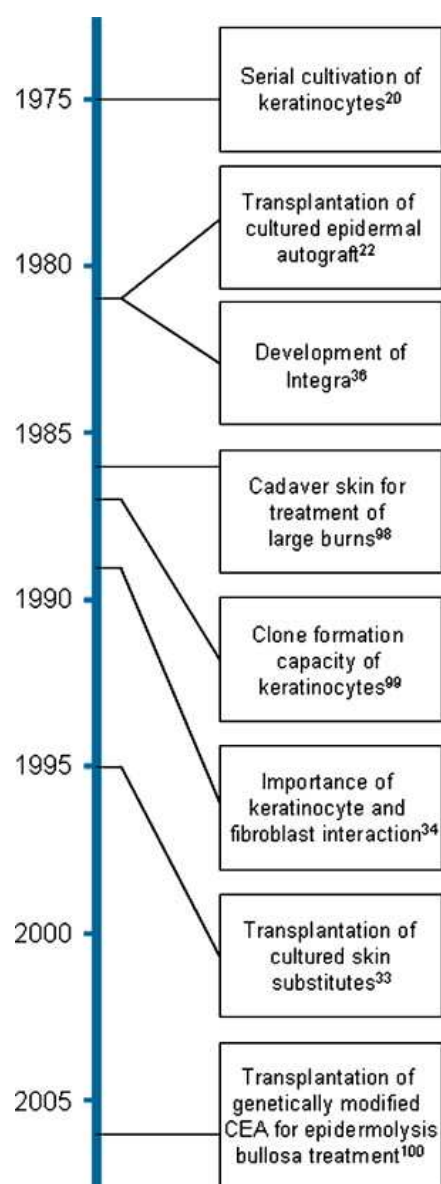 1975
Serial cultivation of
keratinocytes20
Transplantation of
cultured epidermal
autograft22
1980
Development of
Integra36
1985
Cadaver skin for
treatment of
large burns98
1990
Clone formation
capacity of
keratinocytes99
1995
Importance of
keratinocyte and
fibroblast interaction34
2000
Transplantation of
cultured skin
substitutes33
2005
Transplantation of
genetically modified
CEA for epidermolysis
bullosa treatment100